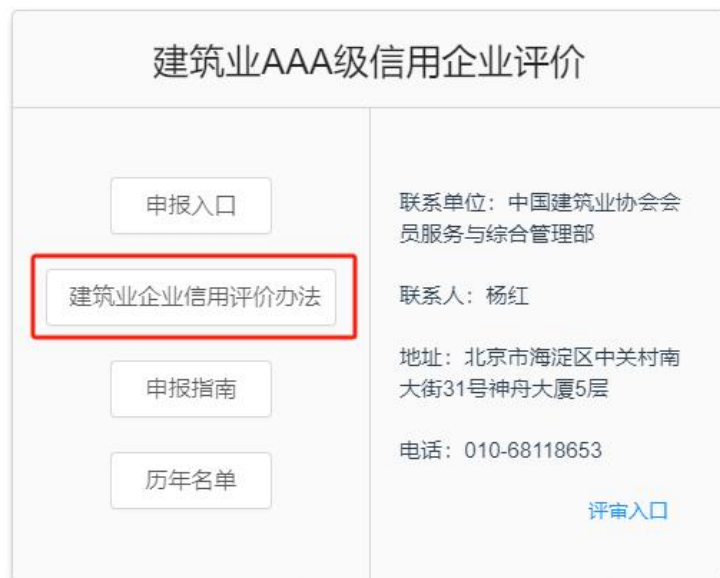 建筑业AAA级信用企业评价
申报入口
建筑业企业信用评价办法
申报指南
历年名单
联系单位：中国建筑业协会会
员服务与综合管理部
联系人：杨红
地址：北京市海淀区中关村南
大街31号神舟大厦5层
电话：010-68118653
评审入口